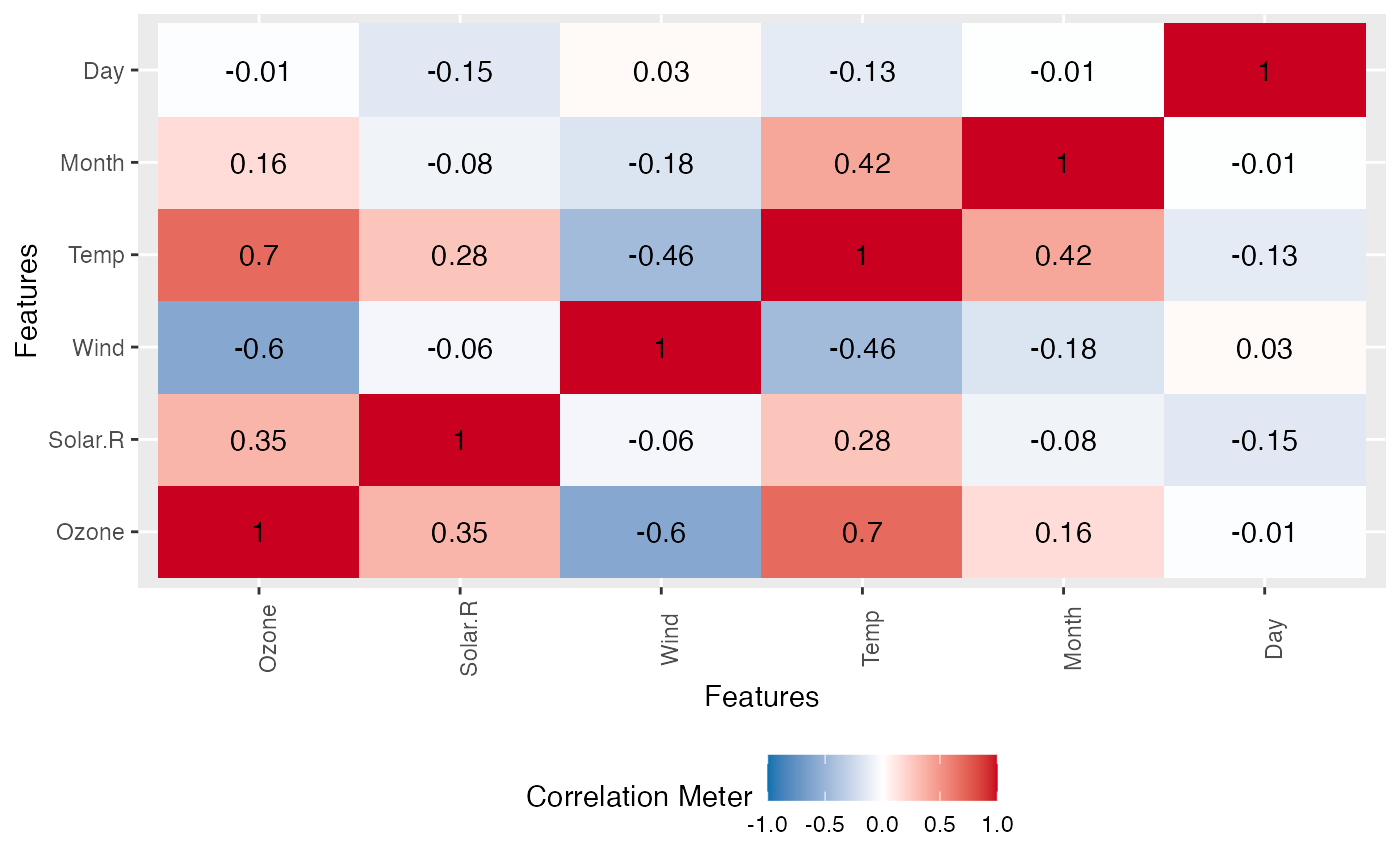 Day -0.01 -0.15 0.03 -0.13 -0.01 1
Month 0.16 -0.08 -0.18 0.42 1 -0.01
Temp 0.7 0.28 -0.46 1 0.42 -0.13
Wind -0.6 -0.06 1 -0.46 -0.18 0.03
Solar.R 0.35 1 -0.06 0.28 -0.08 -0.15
Ozone 1 0.35 -0.6 0.7 0.16 -0.01
Features
Ozone Solar.R Wind Temp Month Day
Features
Correlation Meter
-1.0 -0.5 0.0 0.5 1.0